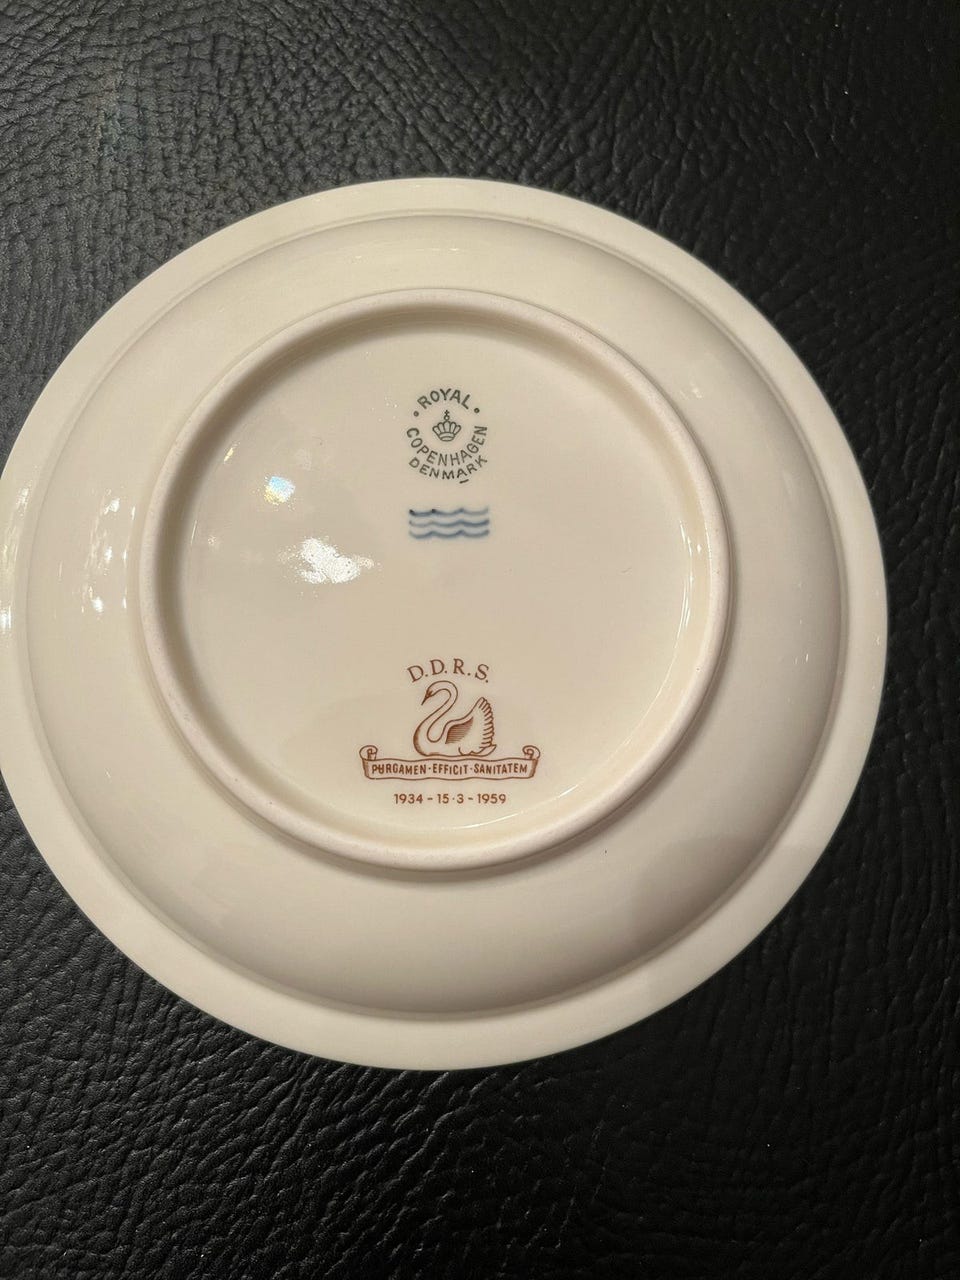 · ROYAL ·
COPENHAGEN
DENMARK
D.D.R.S.
PURGAMEN·EFFICIT·SANITATEM
1934 - 15·3 - 1959